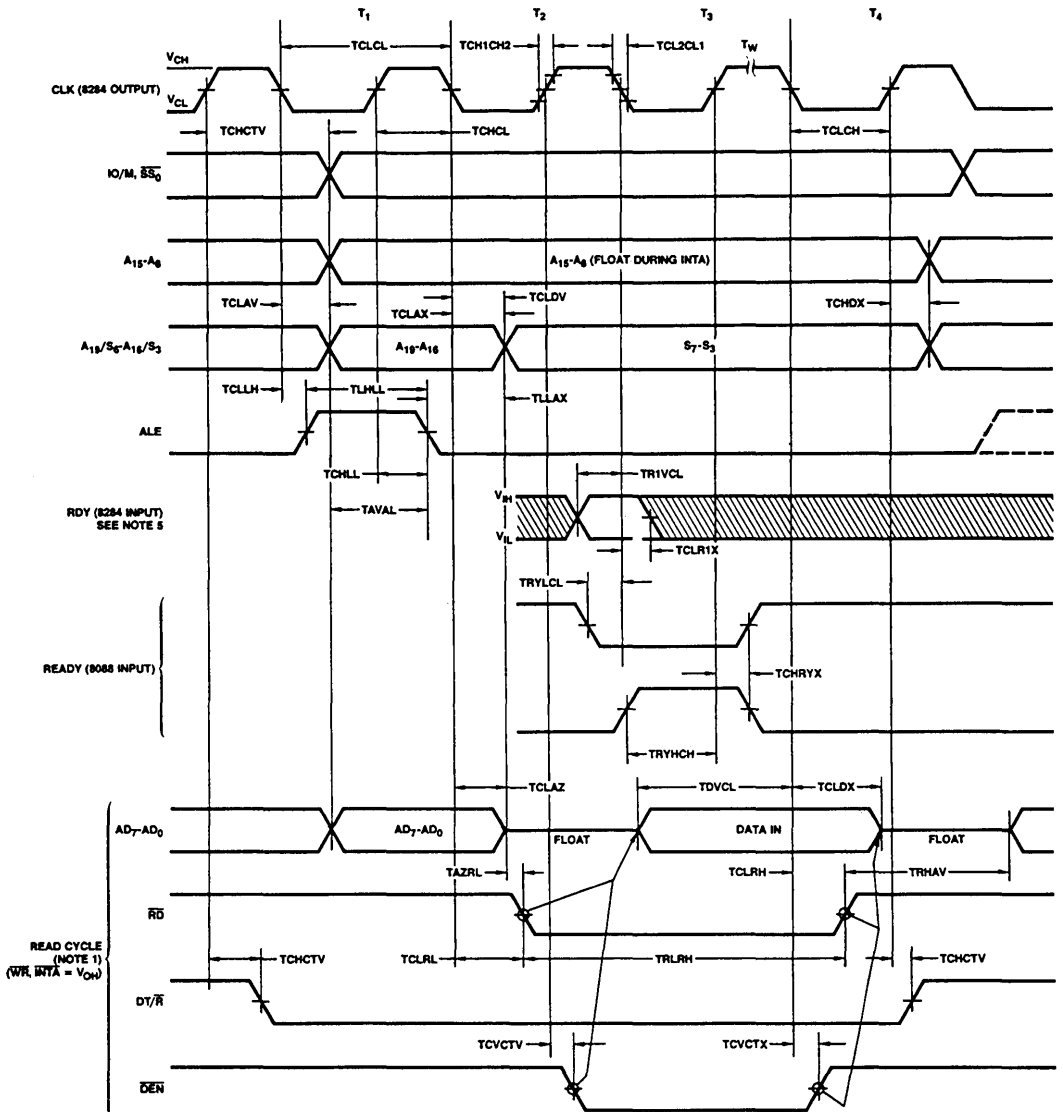 T1 T2 T3 T4
TCLCL TCH1CH2 TCL2CL1 TW
VCH
CLK (8284 OUTPUT)
VCL
TCHCTV TCHCL TCLCH
IO/M, SS0
A15-A8 A15-A8 (FLOAT DURING INTA)
TCLAV TCLDV TCHDX
TCLAX
A19/S6-A16/S3 A19-A16 S7-S3
TCLLH TLHLL TLLAX
ALE
TCHLL TR1VCL
VIH
RDY (8284 INPUT)
SEE NOTE 5
TAVAL
VIL
TCLR1X
TRYLCL
READY (8088 INPUT)
TCHRYX
TRYHCH
TCLAZ TDVCL TCLDX
AD7-AD0 AD7-AD0 FLOAT DATA IN FLOAT
TAZRL TCLRH TRHAV
RD
READ CYCLE
(NOTE 1)
(WR, INTA = VOH)
TCHCTV TCLRL TRLRH TCHCTV
DT/R
TCVCTV TCVCTX
DEN